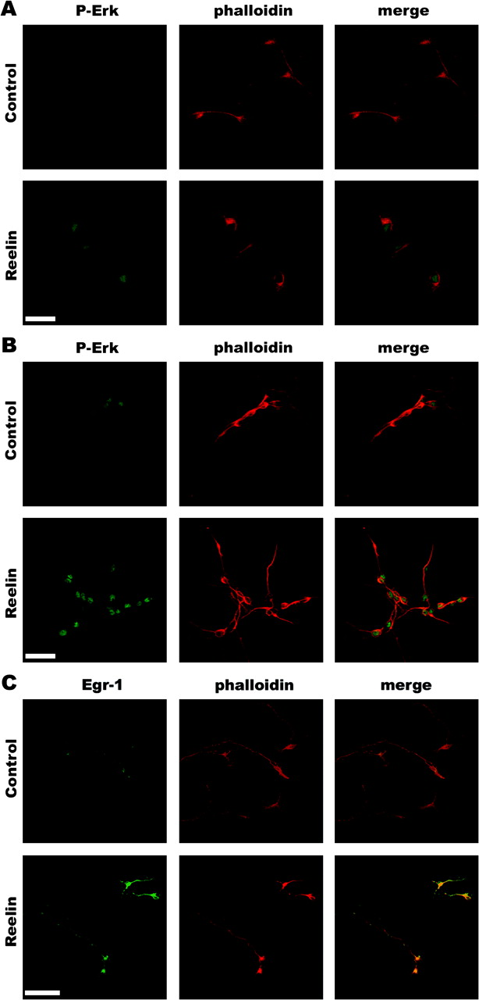 A
P-Erk phalloidin merge
Control
Reelin
B
P-Erk phalloidin merge
Control
Reelin
C
Egr-1 phalloidin merge
Control
Reelin